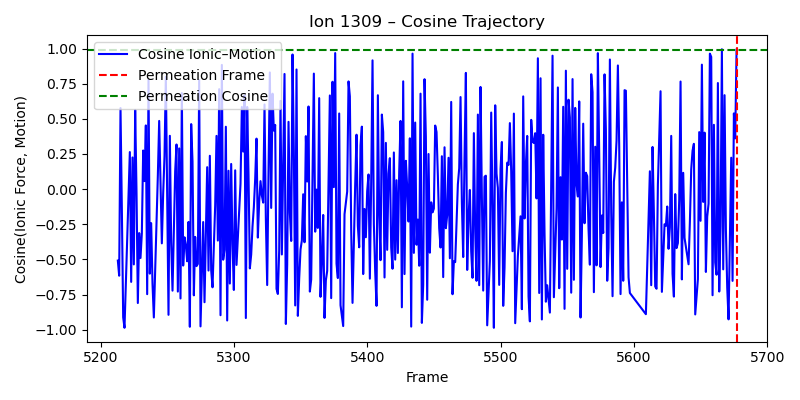 Ion 1309 – Cosine Trajectory
Cosine Ionic–Motion
Permeation Frame
Permeation Cosine
Cosine(Ionic Force, Motion)
1.00
0.75
0.50
0.25
0.00
−0.25
−0.50
−0.75
−1.00
5200 5300 5400 5500 5600 5700
Frame